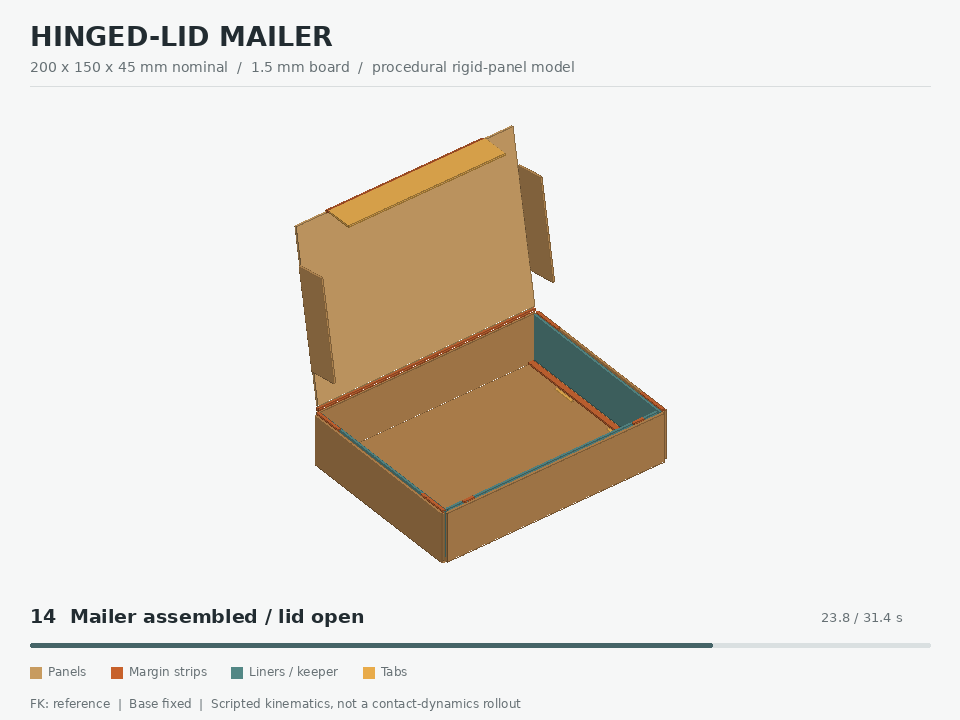 HINGED-LID MAILER
200 x 150 x 45 mm nominal / 1.5 mm board / procedural rigid-panel model
14 Mailer assembled / lid open
23.8 / 31.4 s
Panels Margin strips Liners / keeper Tabs
FK: reference | Base fixed | Scripted kinematics, not a contact-dynamics rollout